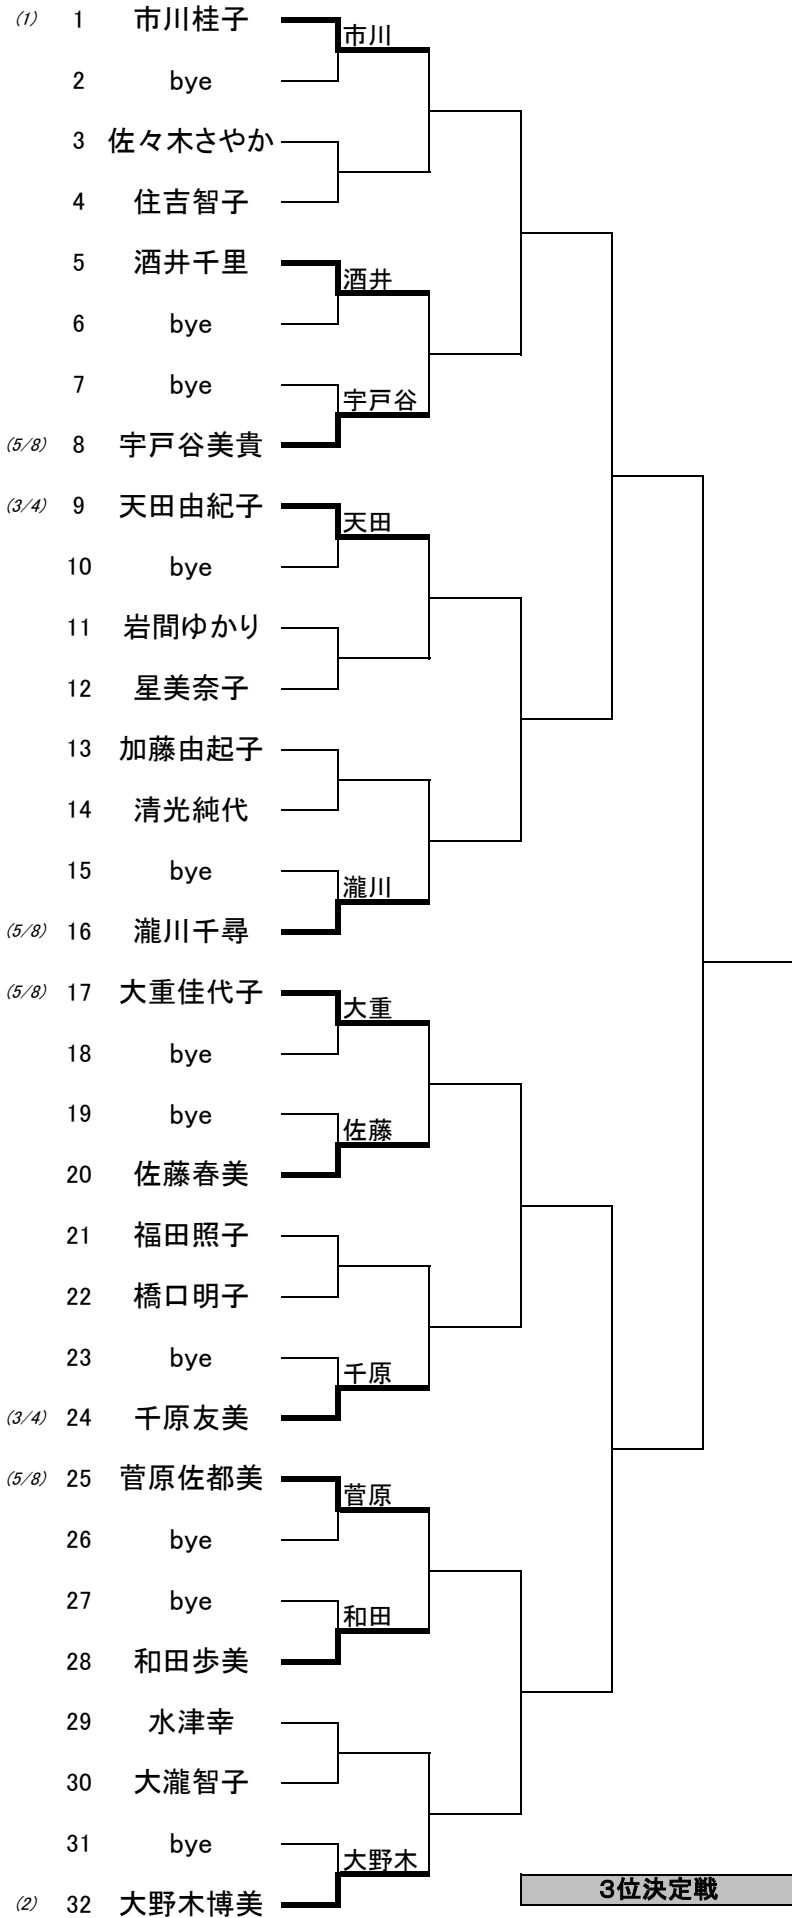 (1) 1 市川桂子
市川
2 bye
3 佐々木さやか
4 住吉智子
5 酒井千里
酒井
6 bye
7 bye
宇戸谷
(5/8) 8 宇戸谷美貴
(3/4) 9 天田由紀子
天田
10 bye
11 岩間ゆかり
12 星美奈子
13 加藤由起子
14 清光純代
15 bye
瀧川
(5/8) 16 瀧川千尋
(5/8) 17 大重佳代子
大重
18 bye
19 bye
佐藤
20 佐藤春美
21 福田照子
22 橋口明子
23 bye
千原
(3/4) 24 千原友美
(5/8) 25 菅原佐都美
菅原
26 bye
27 bye
和田
28 和田歩美
29 水津幸
30 大瀧智子
31 bye
大野木
3位決定戦
(2) 32 大野木博美